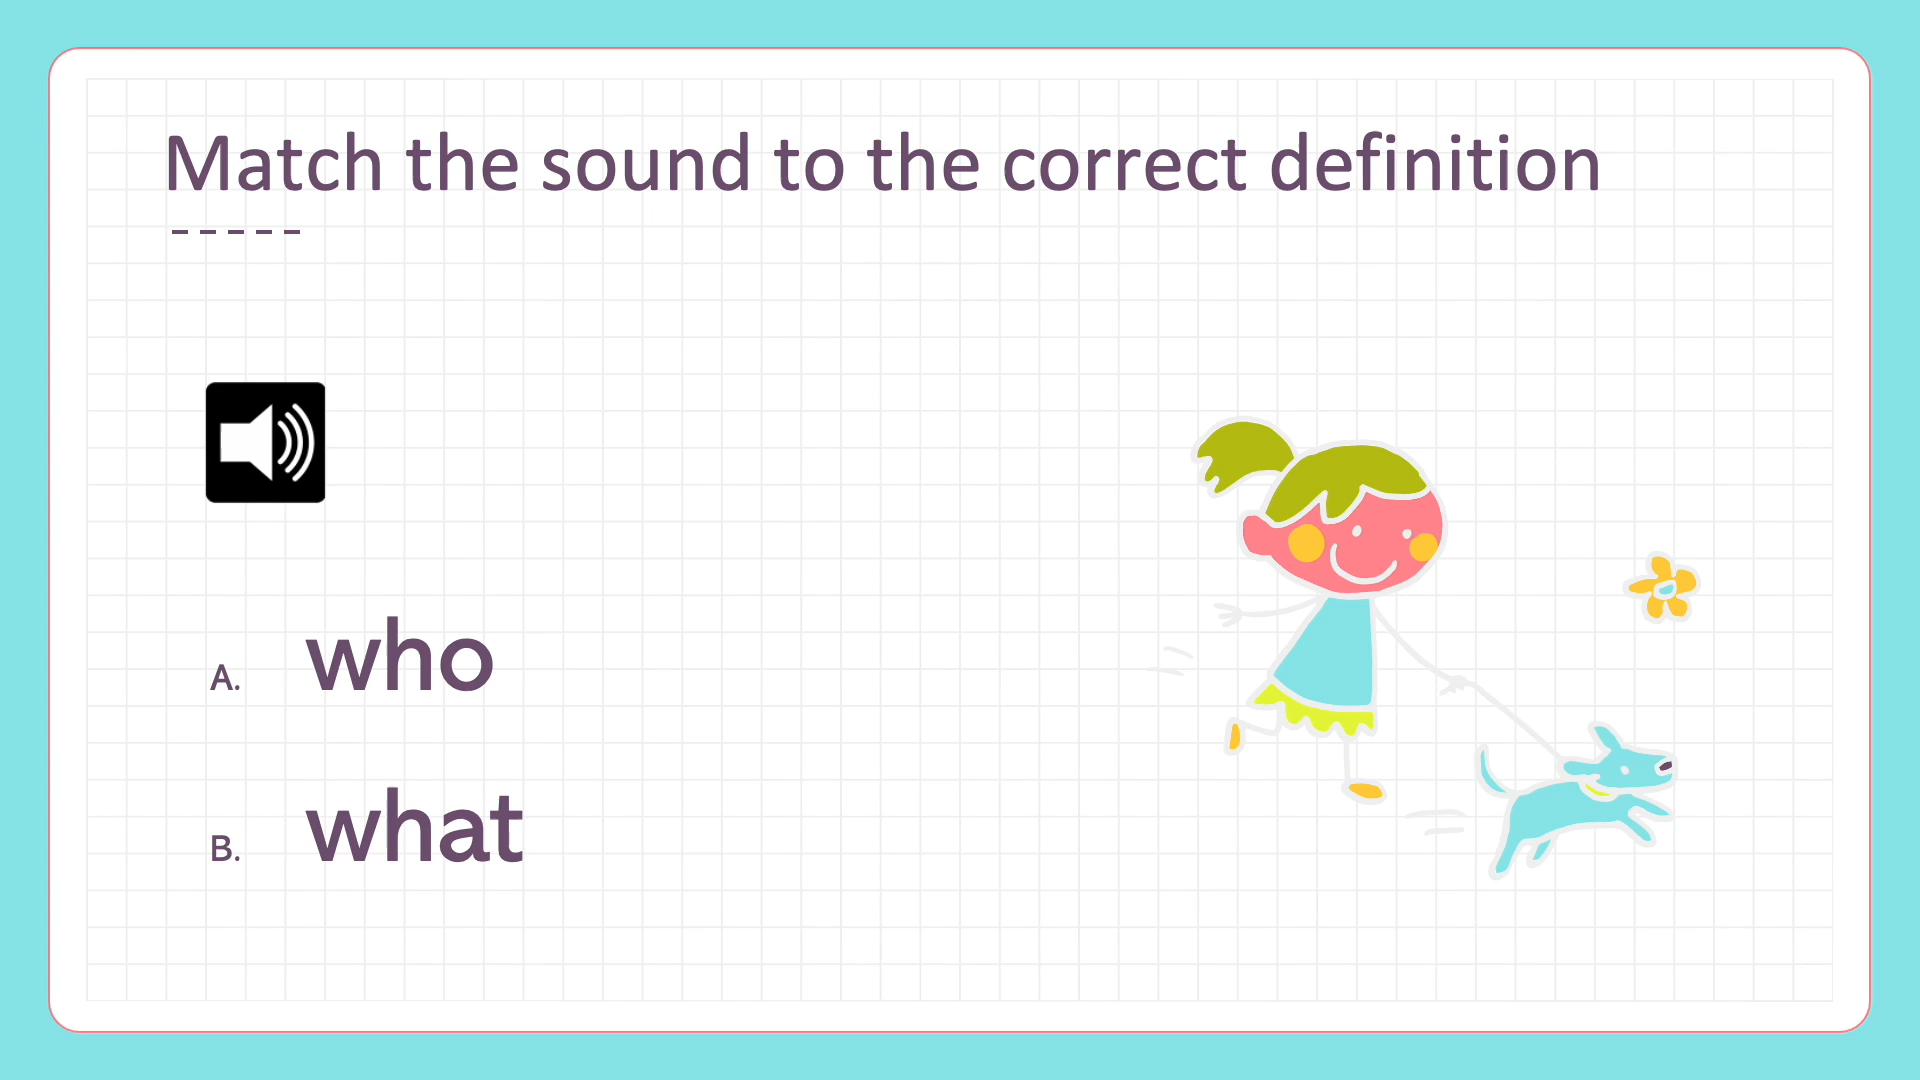 Match the sound to the correct definition
A. who
B. what